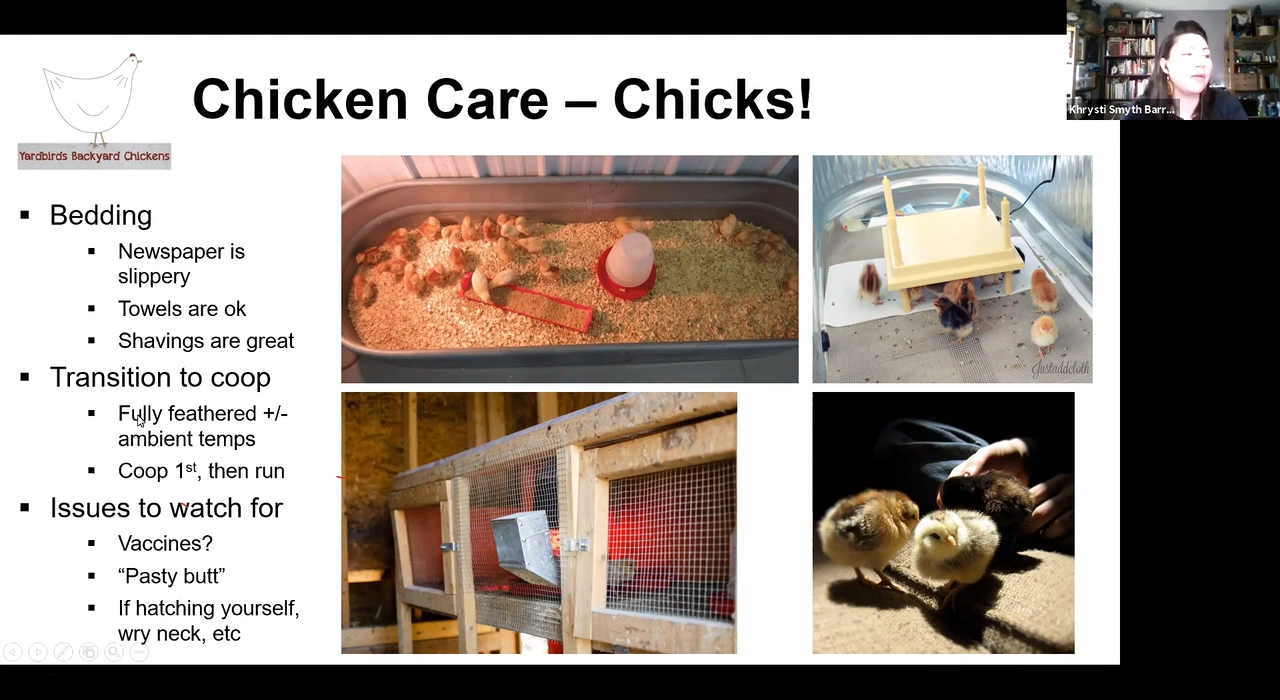 Chicken Care – Chicks!
Khrysti Smyth Barr...
Yardbirds Backyard Chickens
▪ Bedding
▪ Newspaper is
slippery
▪ Towels are ok
▪ Shavings are great
▪ Transition to coop
▪ Fully feathered +/-
ambient temps
▪ Coop 1st, then run
▪ Issues to watch for
▪ Vaccines?
▪ “Pasty butt”
▪ If hatching yourself,
wry neck, etc
Justaddcloth